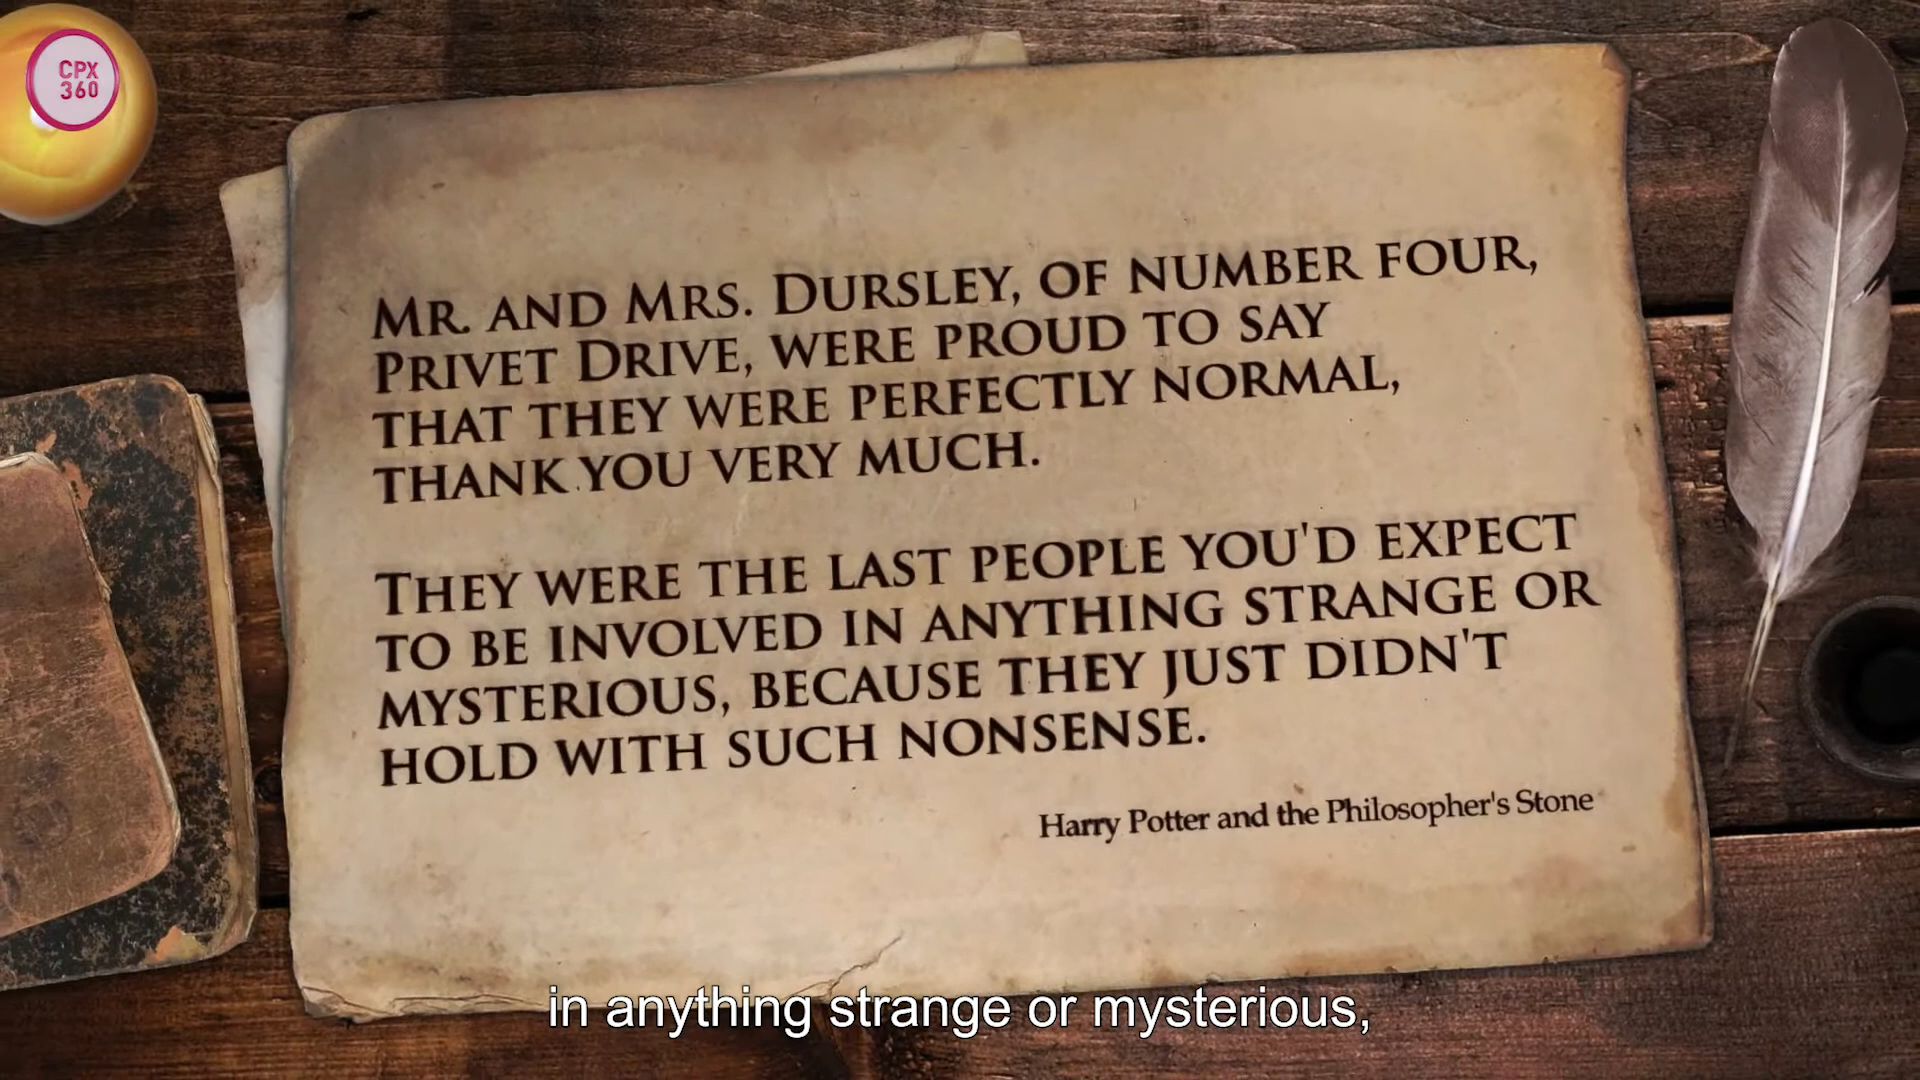 CPX
360
MR. AND MRS. DURSLEY, OF NUMBER FOUR,
PRIVET DRIVE, WERE PROUD TO SAY
THAT THEY WERE PERFECTLY NORMAL,
THANK YOU VERY MUCH.
THEY WERE THE LAST PEOPLE YOU'D EXPECT
TO BE INVOLVED IN ANYTHING STRANGE OR
MYSTERIOUS, BECAUSE THEY JUST DIDN'T
HOLD WITH SUCH NONSENSE.
Harry Potter and the Philosopher's Stone
in anything strange or mysterious,